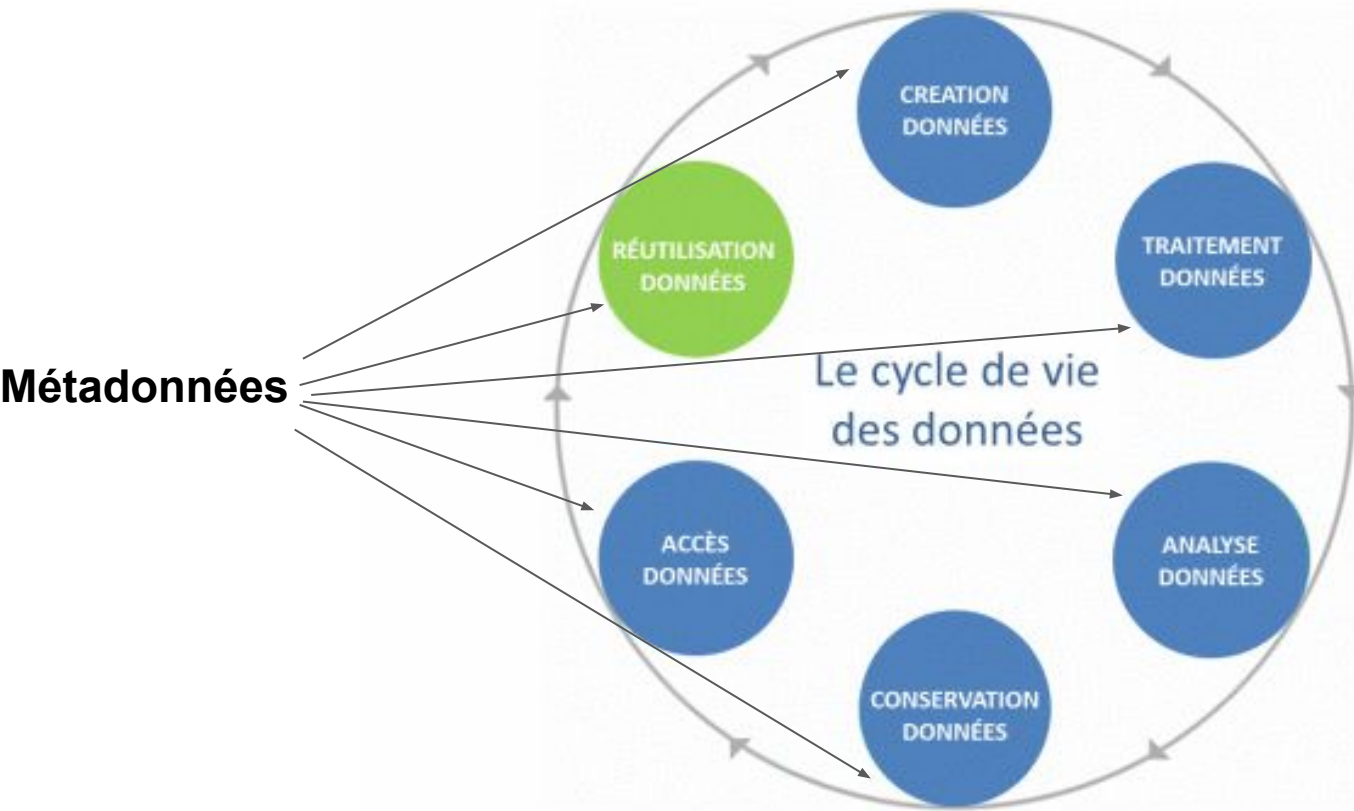 CREATION
DONNÉES
TRAITEMENT
DONNÉES
RÉUTILISATION
DONNÉES
Métadonnées
Le cycle de vie
des données
ACCÈS
DONNÉES
ANALYSE
DONNÉES
CONSERVATION
DONNÉES